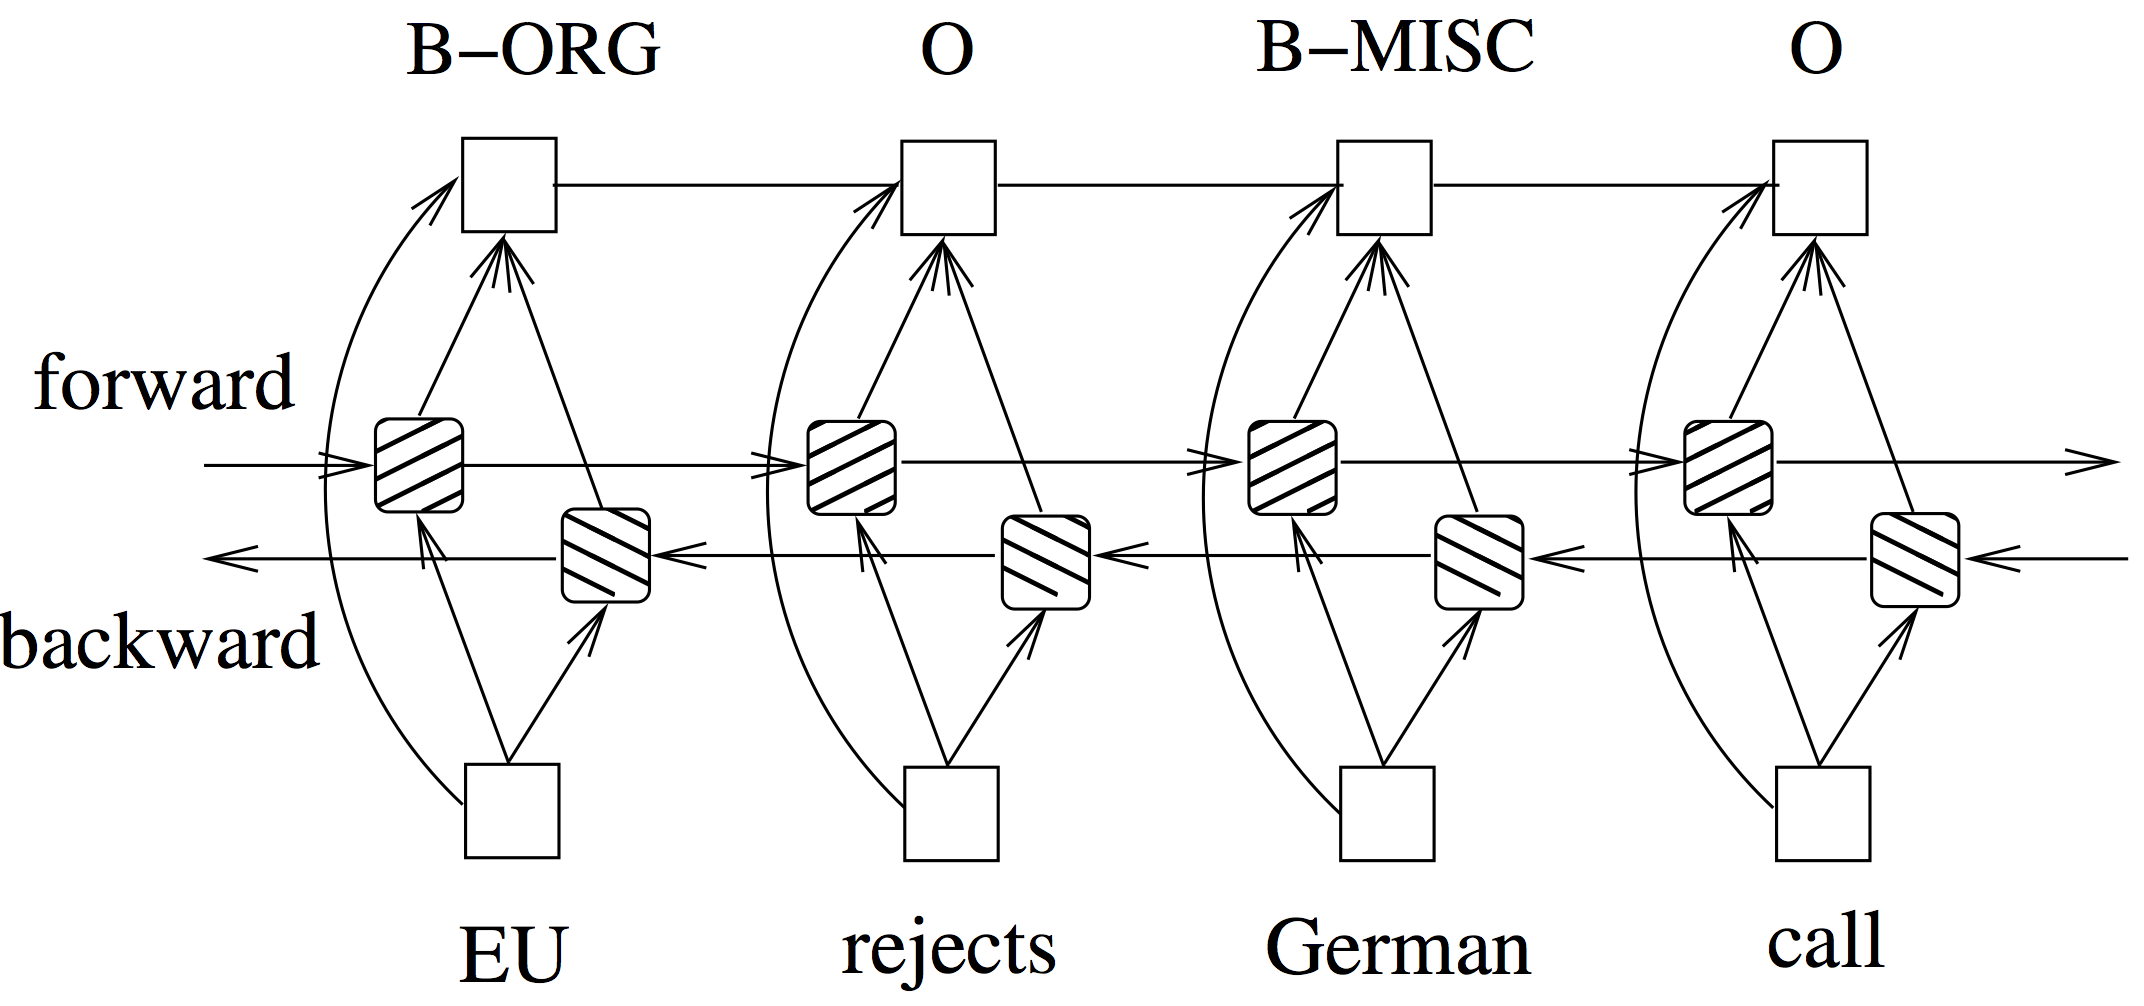 B–ORG O B–MISC O
forward
backward
EU rejects German call